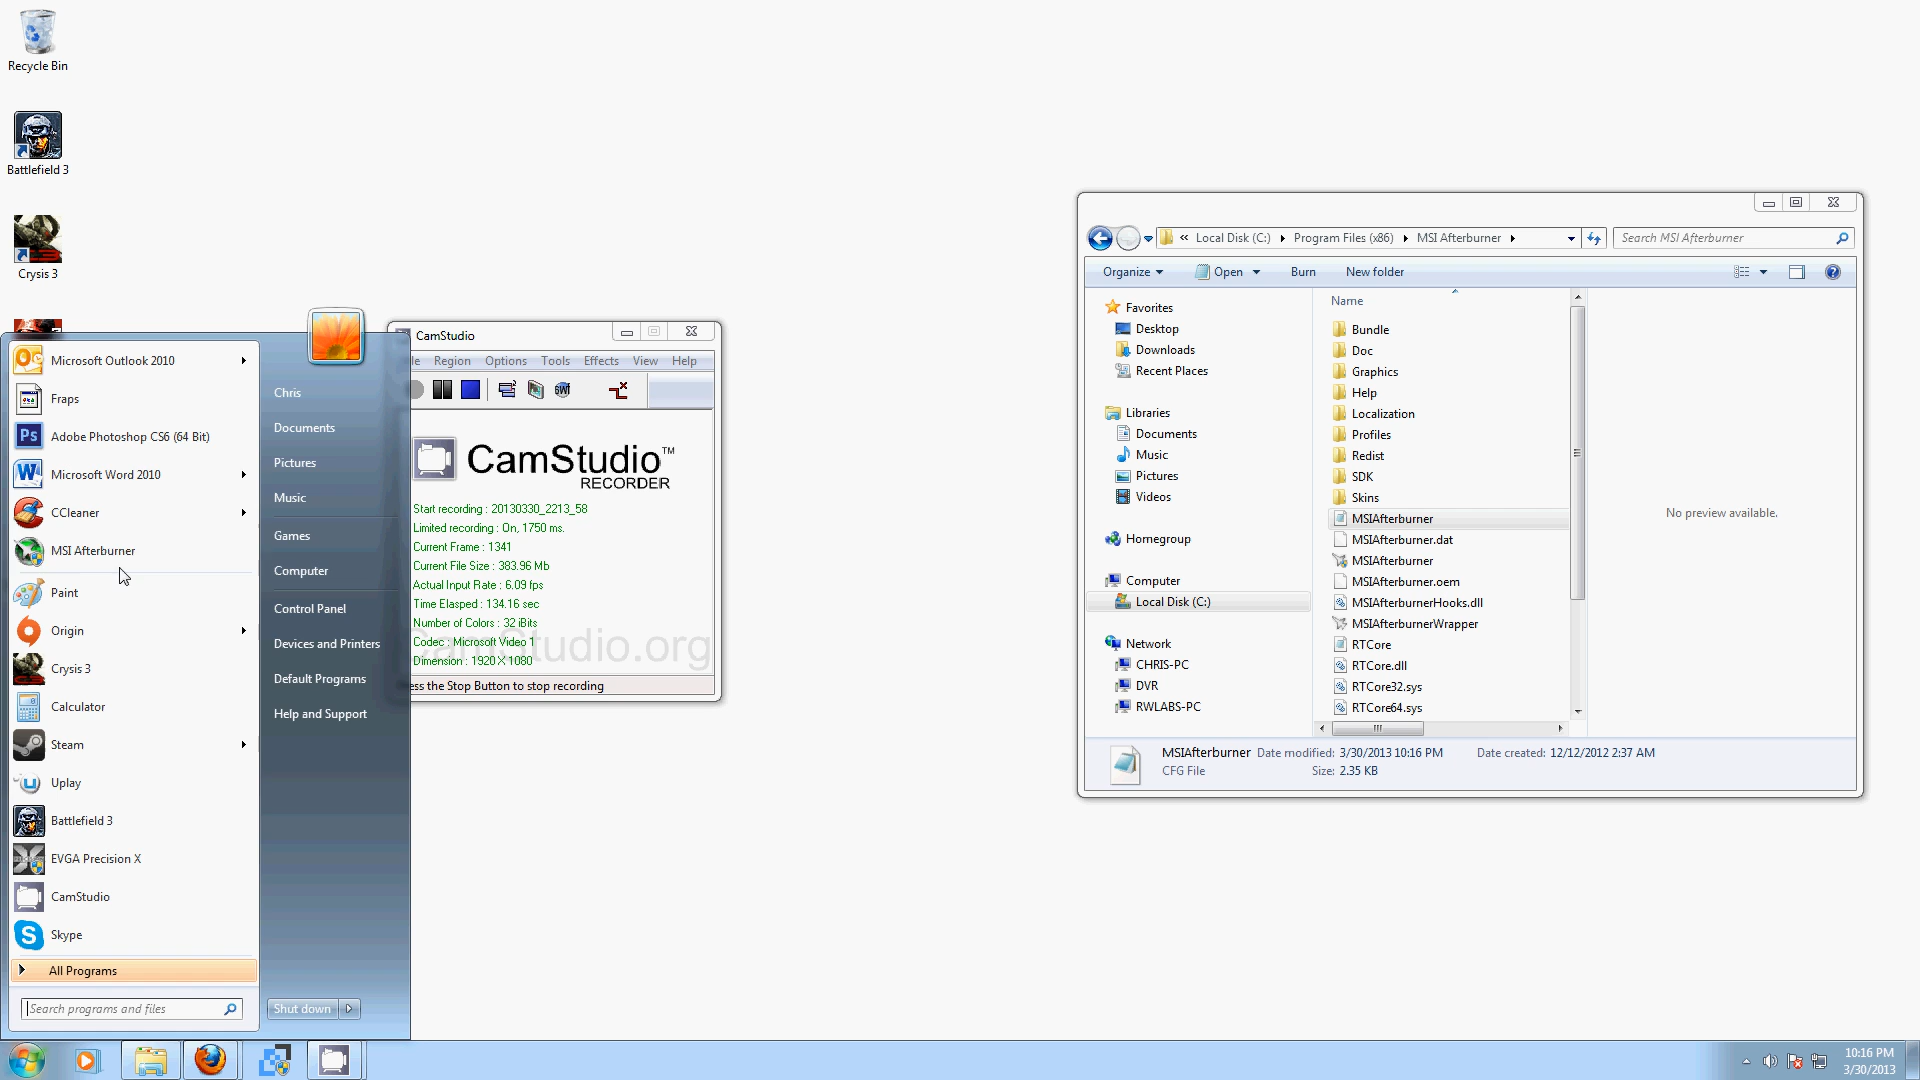 Recycle Bin
Battlefield 3
Crysis 3
Microsoft Outlook 2010
Fraps
Adobe Photoshop CS6 (64 Bit)
Microsoft Word 2010
CCleaner
MSI Afterburner
Paint
Origin
Crysis 3
Calculator
Steam
Uplay
Battlefield 3
EVGA Precision X
CamStudio
Skype
All Programs
Search programs and files
Chris
Documents
Pictures
Music
Games
Computer
Control Panel
Devices and Printers
Default Programs
Help and Support
Shut down
CamStudio
Region Options Tools Effects View Help
CamStudio™
RECORDER
Start recording : 20130330_2213_58
Limited recording : On, 1750 ms.
Current Frame : 1341
Current File Size : 383.96 Mb
Actual Input Rate : 6.09 fps
Time Elasped : 134.16 sec
Number of Colors : 32 iBits
Codec : Microsoft Video 1
Dimension : 1920 X 1080
CamStudio.org
ess the Stop Button to stop recording
« Local Disk (C:) Program Files (x86) MSI Afterburner
Search MSI Afterburner
Organize Open Burn New folder
Favorites
Desktop
Downloads
Recent Places
Libraries
Documents
Music
Pictures
Videos
Homegroup
Computer
Local Disk (C:)
Network
CHRIS-PC
DVR
RWLABS-PC
Name
Bundle
Doc
Graphics
Help
Localization
Profiles
Redist
SDK
Skins
MSIAfterburner
MSIAfterburner.dat
MSIAfterburner
MSIAfterburner.oem
MSIAfterburnerHooks.dll
MSIAfterburnerWrapper
RTCore
RTCore.dll
RTCore32.sys
RTCore64.sys
No preview available.
MSIAfterburner Date modified: 3/30/2013 10:16 PM Date created: 12/12/2012 2:37 AM
CFG File Size: 2.35 KB
10:16 PM
3/30/2013